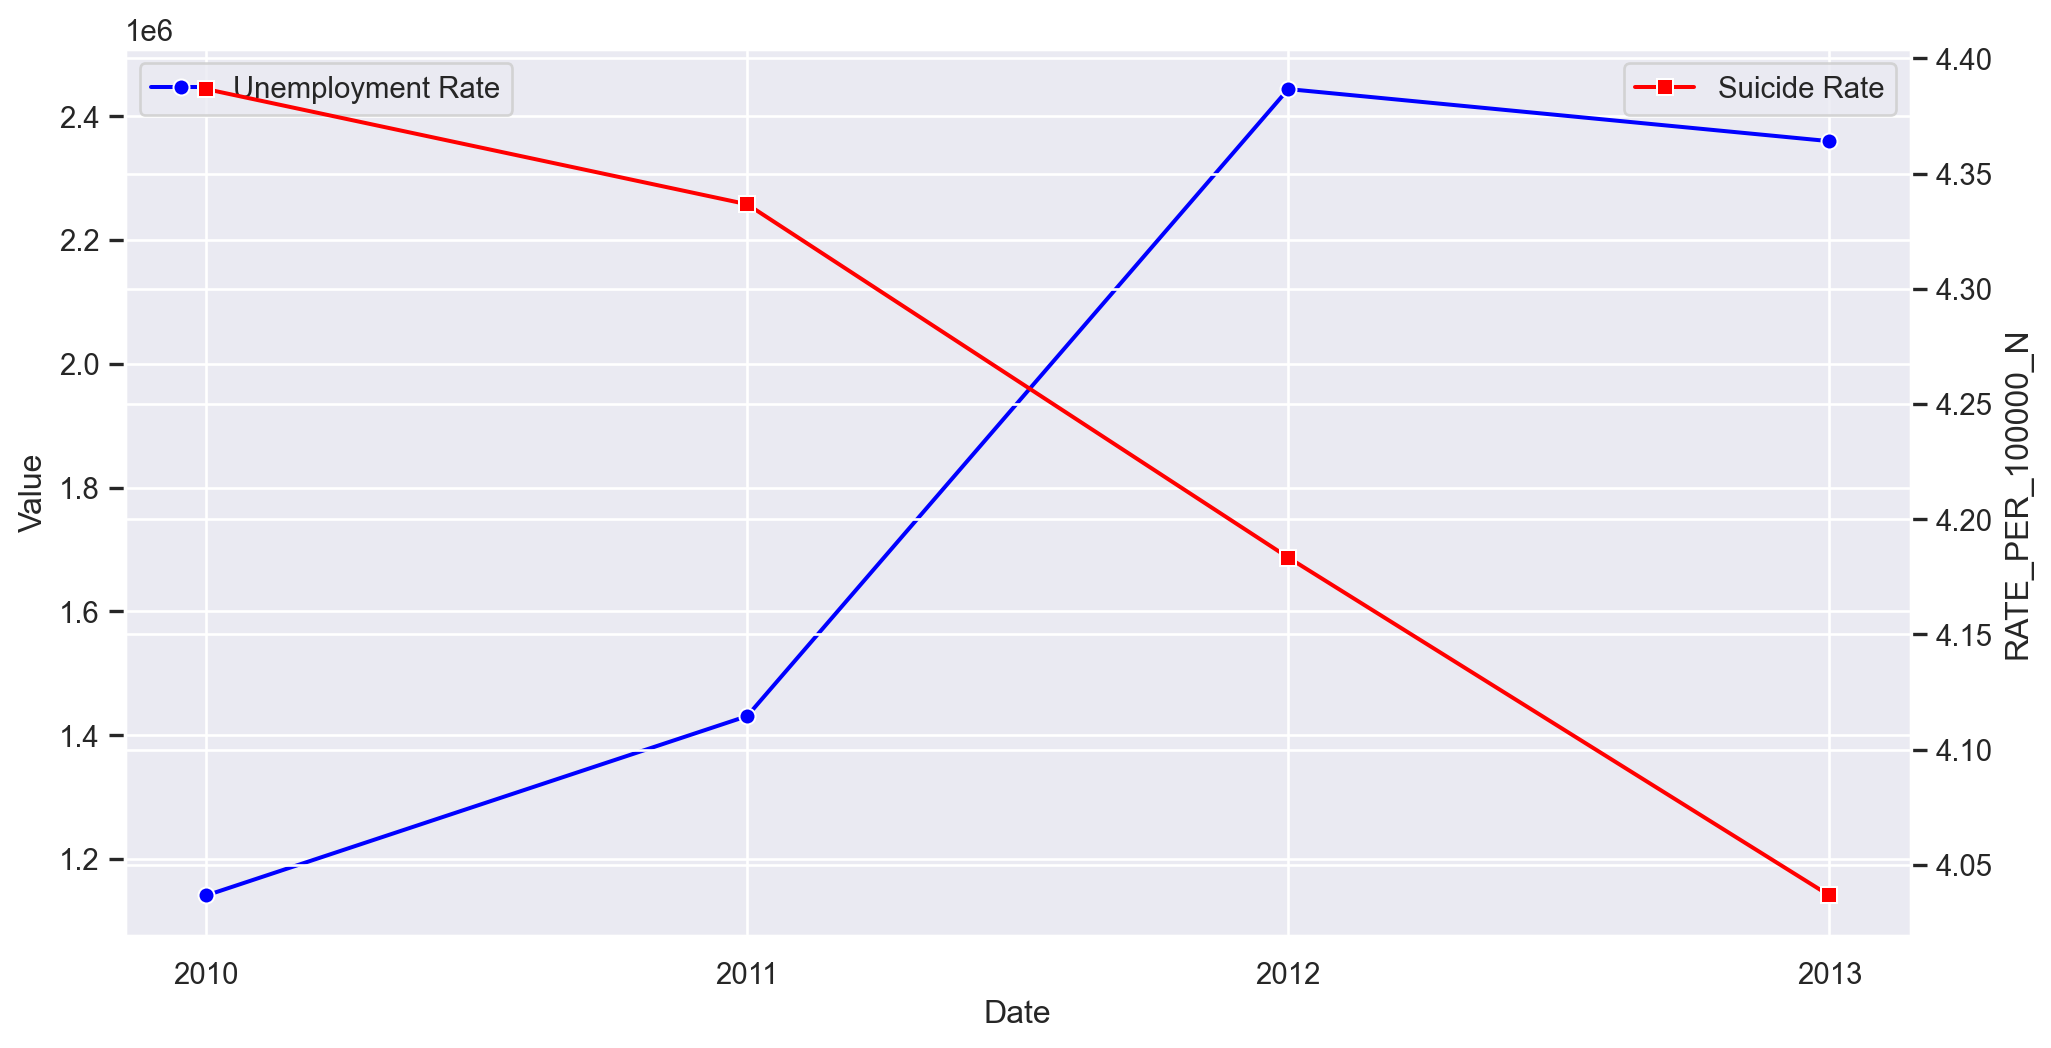 1e6
Unemployment Rate
Suicide Rate
2.4
2.2
2.0
1.8
1.6
1.4
1.2
Value
4.40
4.35
4.30
4.25
4.20
4.15
4.10
4.05
RATE_PER_100000_N
2010 2011 2012 2013
Date